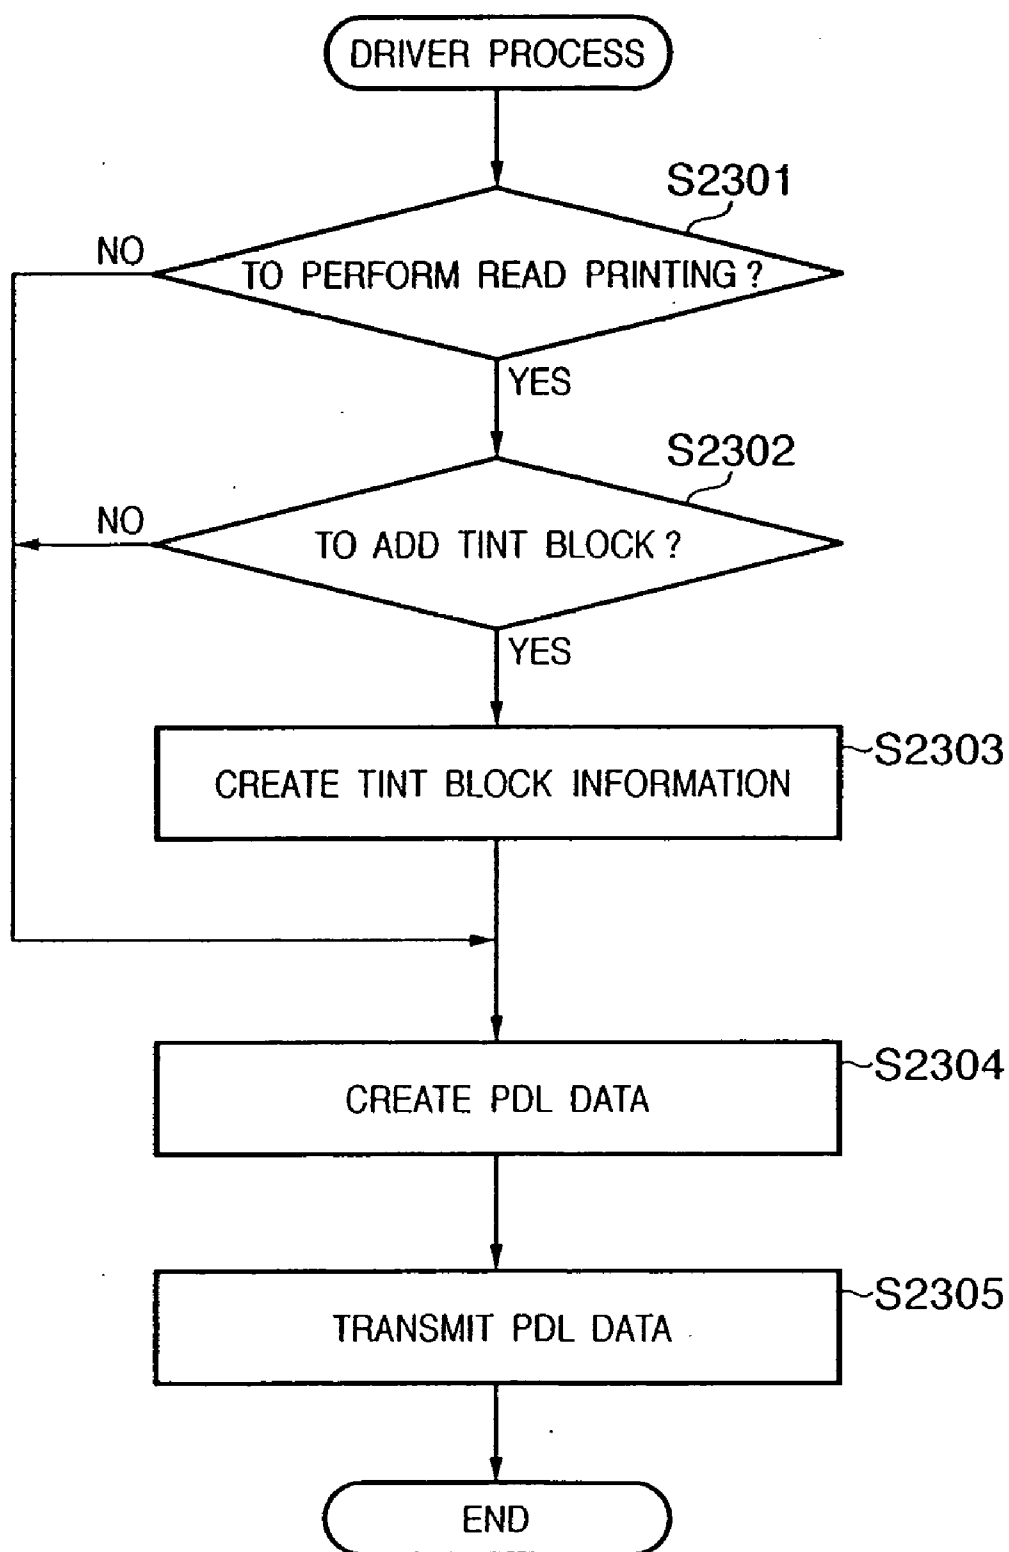 DRIVER PROCESS
S2301
NO
TO PERFORM READ PRINTING?
YES
S2302
NO
TO ADD TINT BLOCK?
YES
S2303
CREATE TINT BLOCK INFORMATION
S2304
CREATE PDL DATA
S2305
TRANSMIT PDL DATA
END